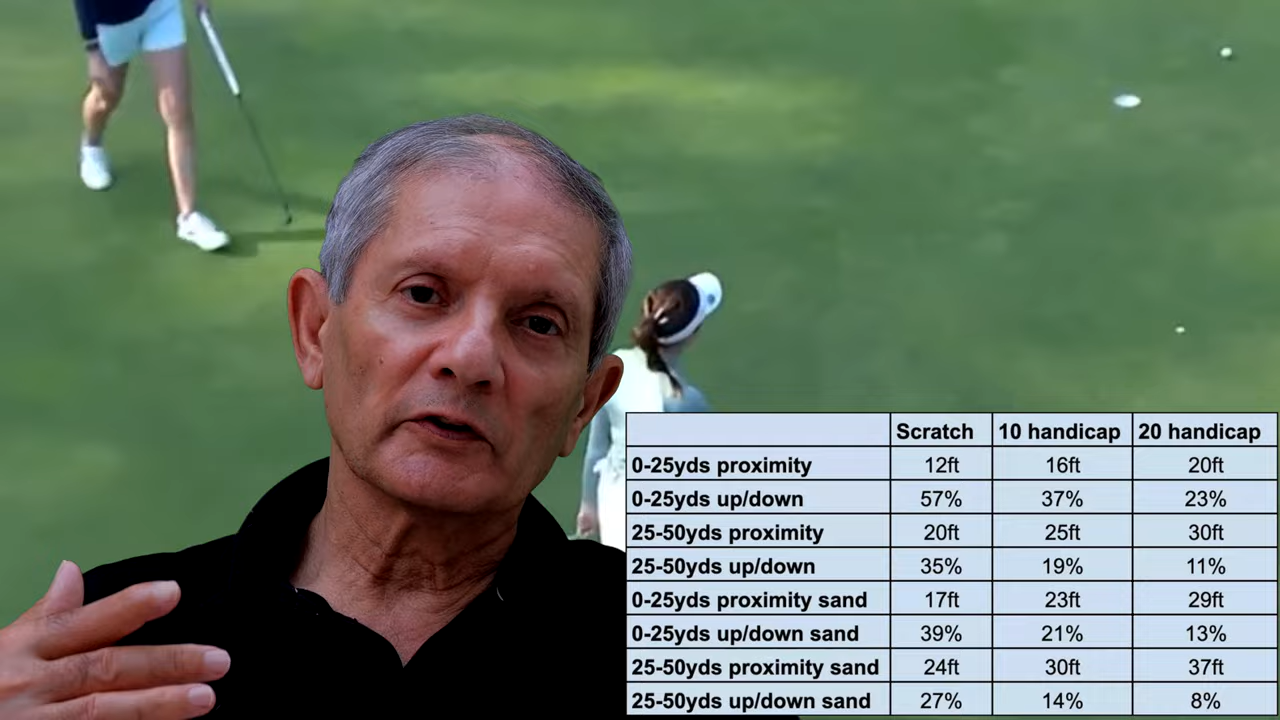 Scratch 10 handicap 20 handicap
0-25yds proximity 12ft 16ft 20ft
0-25yds up/down 57% 37% 23%
25-50yds proximity 20ft 25ft 30ft
25-50yds up/down 35% 19% 11%
0-25yds proximity sand 17ft 23ft 29ft
0-25yds up/down sand 39% 21% 13%
25-50yds proximity sand 24ft 30ft 37ft
25-50yds up/down sand 27% 14% 8%